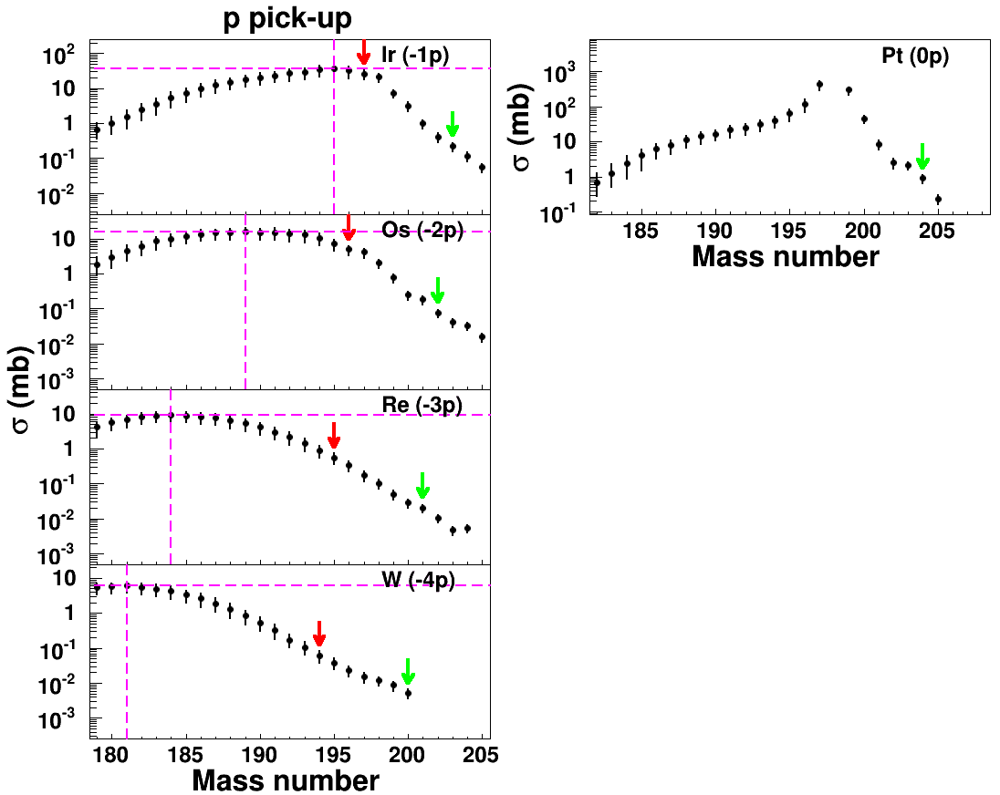 p pick-up
σ (mb)
Ir (-1p)
10²
10
1
10⁻¹
10⁻²
Os (-2p)
10
1
10⁻¹
10⁻²
10⁻³
Re (-3p)
10
1
10⁻¹
10⁻²
10⁻³
W (-4p)
10
1
10⁻¹
10⁻²
10⁻³
180 185 190 195 200 205
Mass number
Pt (0p)
σ (mb)
10³
10²
10
1
10⁻¹
185 190 195 200 205
Mass number